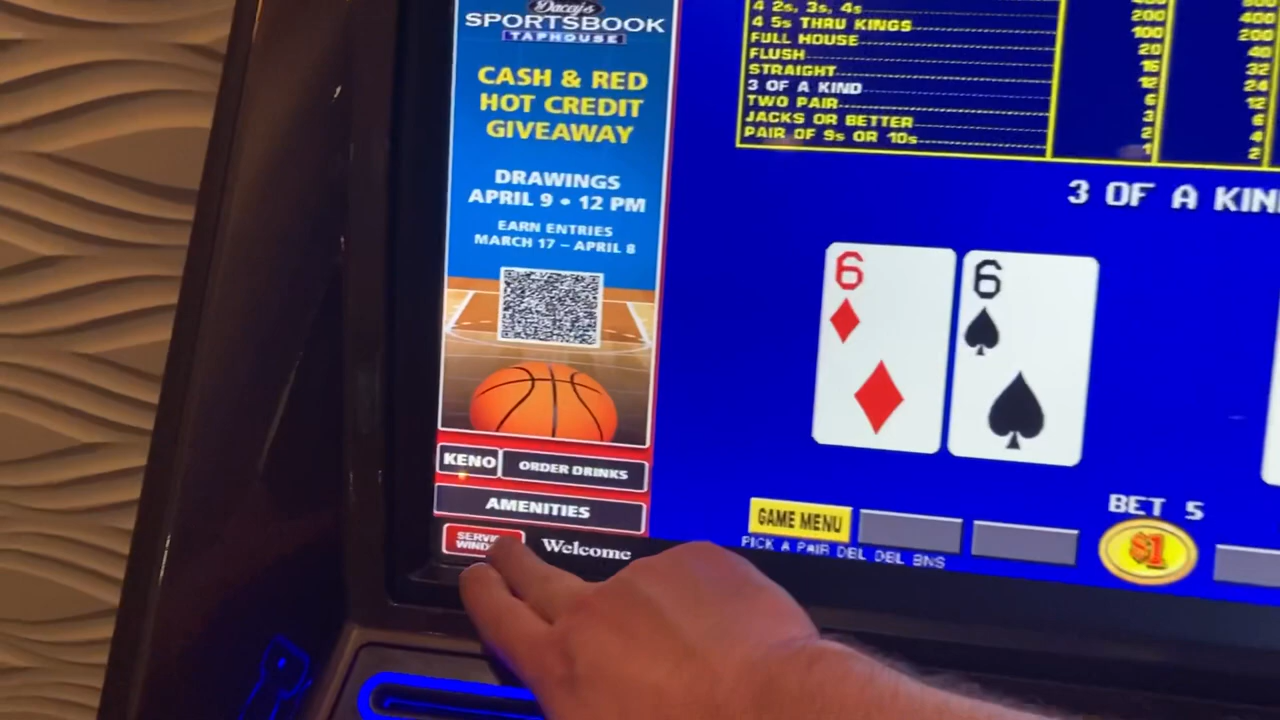 Dacey's
SPORTSBOOK
TAPHOUSE
CASH & RED
HOT CREDIT
GIVEAWAY
DRAWINGS
APRIL 9 • 12 PM
EARN ENTRIES
MARCH 17 – APRIL 8
KENO
ORDER DRINKS
AMENITIES
Welcome
4 2s, 3s, 4s
4 5s THRU KINGS 200 400
FULL HOUSE 100 200
FLUSH 20 40
STRAIGHT 16 32
3 OF A KIND 12 24
TWO PAIR 6 12
JACKS OR BETTER 3 6
PAIR OF 9s OR 10s 2 4
1 2
3 OF A KIN
6 6
BET 5
GAME MENU
$1
PICK A PAIR DEL DEL BNS